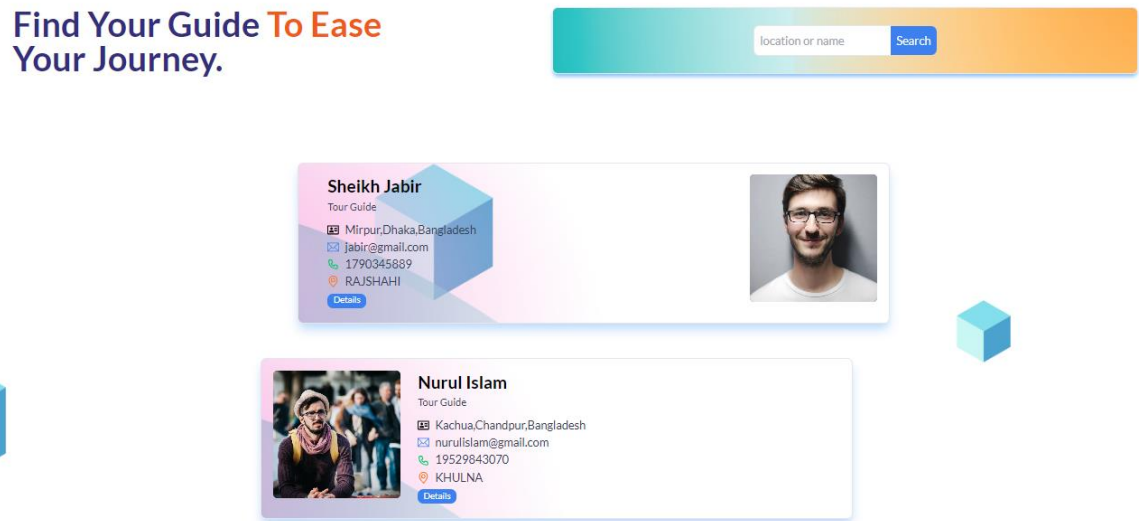 Find Your Guide To Ease
Your Journey.
location or name
Search
Sheikh Jabir
Tour Guide
Mirpur,Dhaka,Bangladesh
jabir@gmail.com
1790345889
RAJSHAHI
Details
Nurul Islam
Tour Guide
Kachua,Chandpur,Bangladesh
nurulislam@gmail.com
19529843070
KHULNA
Details